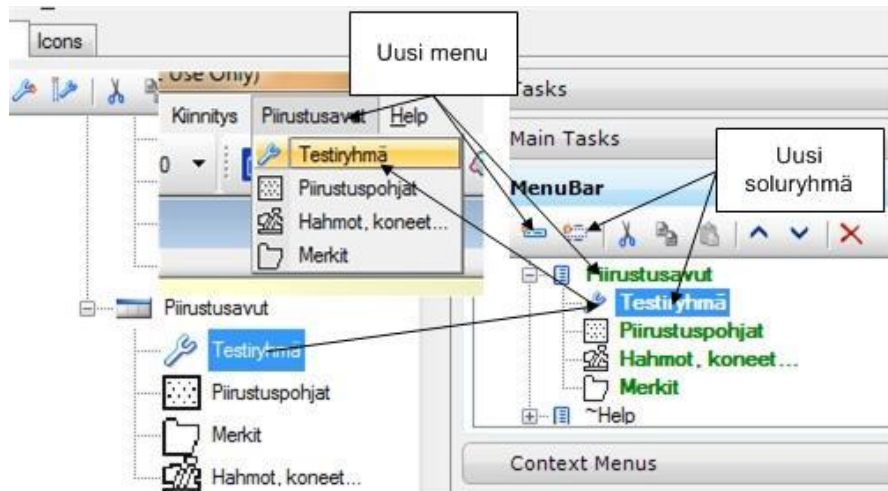 Icons
Uusi menu
Use Only)
Tasks
Kiinnitys Piirustusavut Help
Main Tasks
Uusi
soluryhmä
0
Testiryhmä
MenuBar
Piirustuspohjat
Hahmot, koneet...
Merkit
Piirustusavut
Testiryhmä
Piirustuspohjat
Hahmot, koneet...
Merkit
~Help
Piirustusavut
Testiryhmä
Piirustuspohjat
Merkit
Hahmot, koneet...
Context Menus